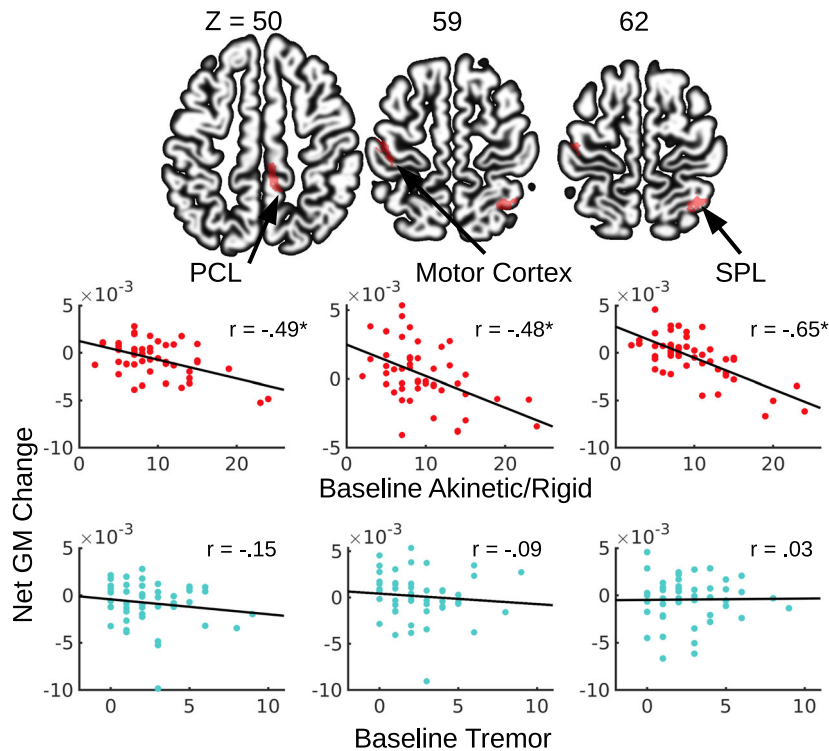 Z = 50 59 62
PCL Motor Cortex SPL
×10⁻³ ×10⁻³ ×10⁻³
r = -.49* r = -.48* r = -.65*
5 5 5
0 0 0
-5 -5
-10 -5 -10
0 10 20 0 10 20 0 10 20
Baseline Akinetic/Rigid
Net GM Change
×10⁻³ ×10⁻³ ×10⁻³
r = -.15 r = -.09 r = .03
5 5 5
0 0 0
-5 -5 -5
-10 -10 -10
0 5 10 0 5 10 0 5 10
Baseline Tremor